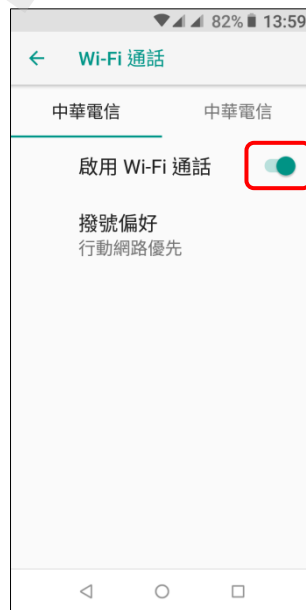 82% 13:59
Wi-Fi 通話
中華電信 中華電信
啟用 Wi-Fi 通話
撥號偏好
行動網路優先